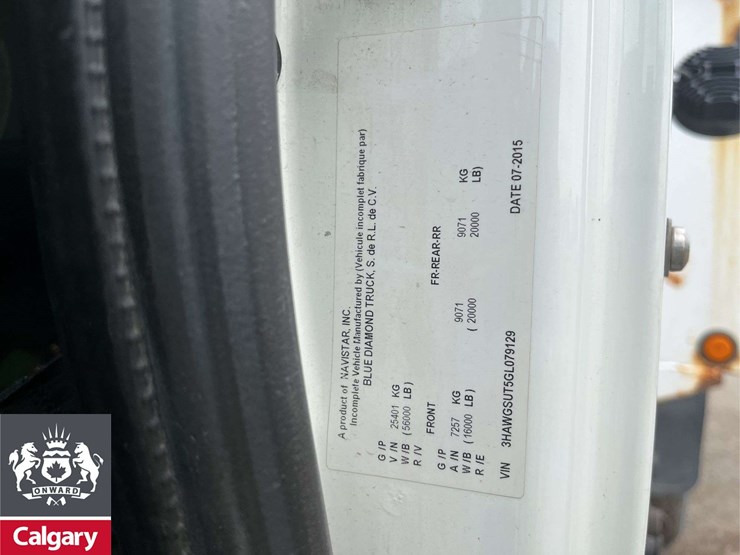 A product of NAVISTAR, INC.
Incomplete Vehicle Manufactured by (Vehicule incomplet fabrique par)
BLUE DIAMOND TRUCK, S. de R.L. de C.V.
G / P
V / N 25401 KG
W / B ( 56000 LB )
R / V
FRONT FR-REAR-RR
G / P
A / N 7257 KG 9071 9071 KG
W / B ( 16000 LB ) ( 20000 20000 LB)
R / E
VIN 3HAWGSUT5GL079129 DATE 07-2015
ONWARD
Calgary